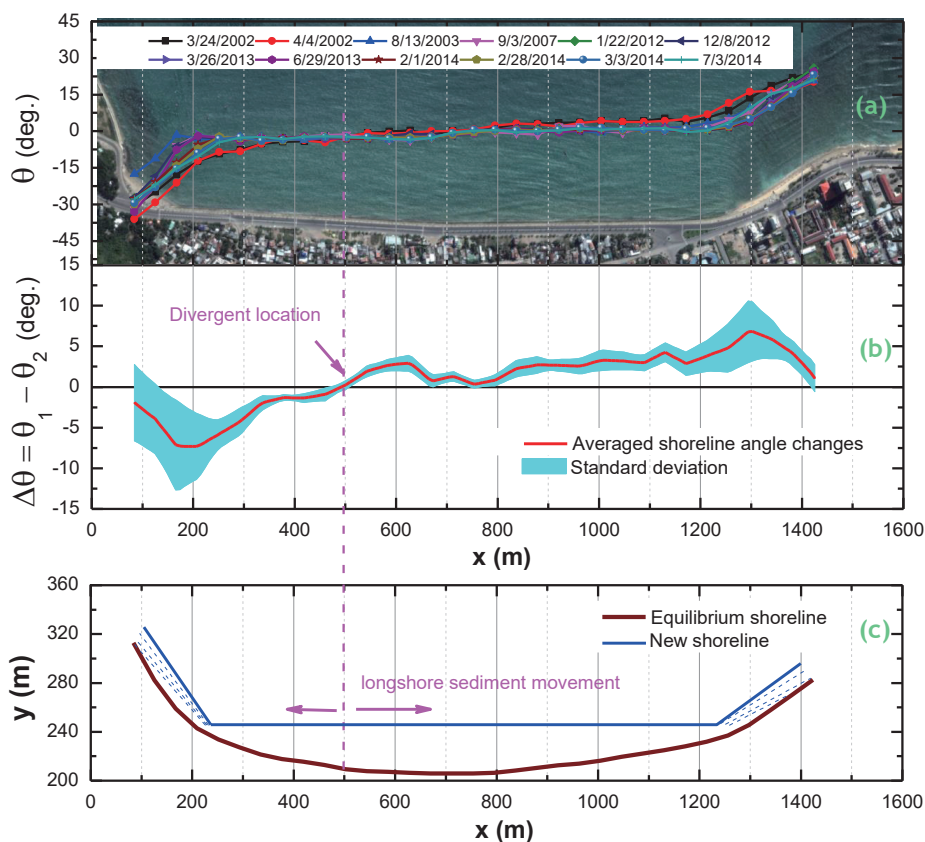 45
30
15
0
-15
-30
-45
15
θ (deg.)
3/24/2002 4/4/2002 8/13/2003 9/3/2007 1/22/2012 12/8/2012
3/26/2013 6/29/2013 2/1/2014 2/28/2014 3/3/2014 7/3/2014
(a)
10
5
0
-5
-10
-15
Δθ = θ1 − θ2 (deg.)
Divergent location
(b)
Averaged shoreline angle changes
Standard deviation
0 200 400 600 800 1000 1200 1400 1600
x (m)
360
320
280
240
200
y (m)
Equilibrium shoreline
New shoreline
(c)
longshore sediment movement
0 200 400 600 800 1000 1200 1400 1600
x (m)